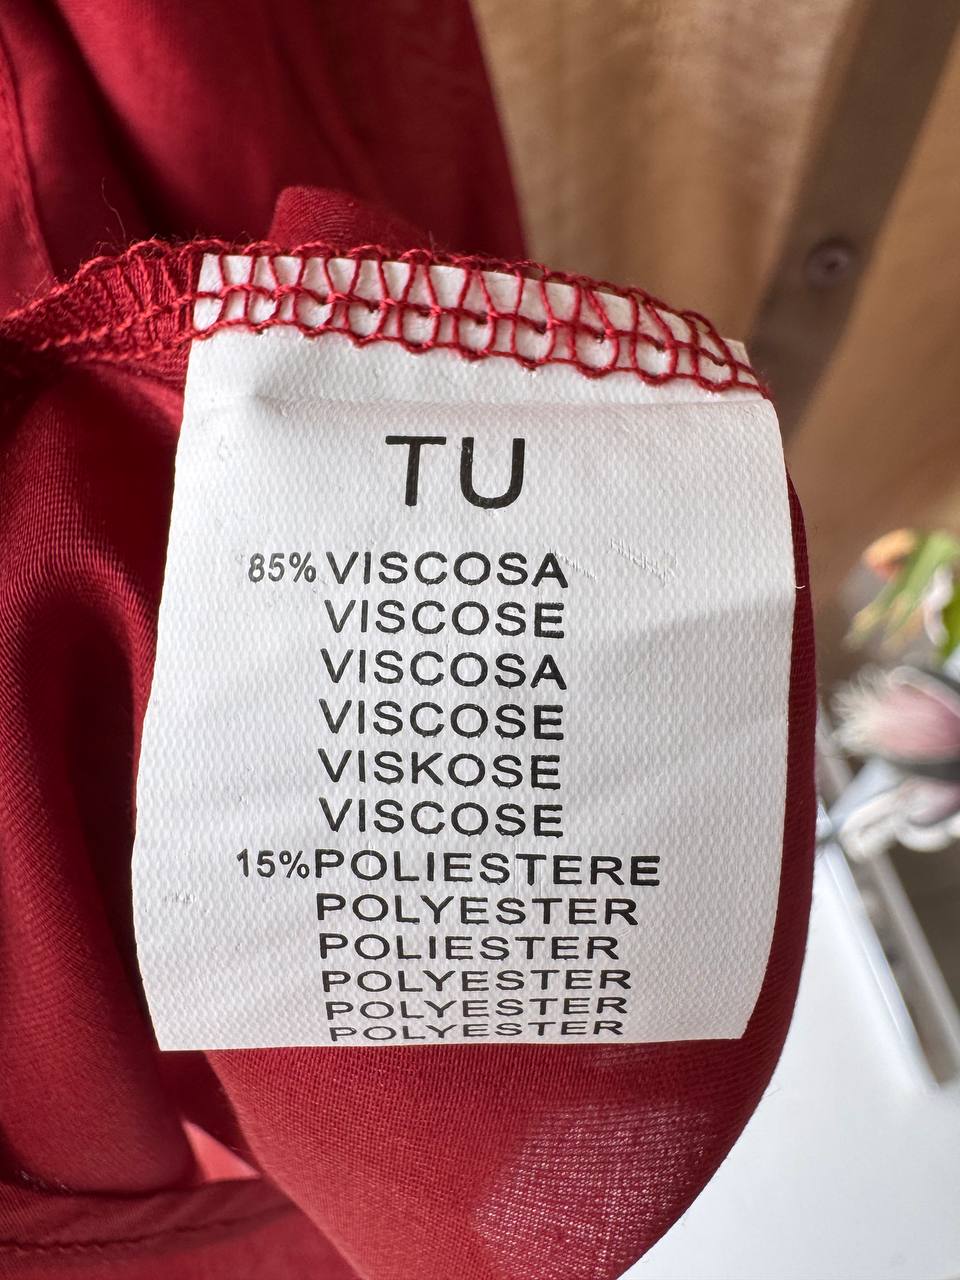 TU
85% VISCOSA
VISCOSE
VISCOSA
VISCOSE
VISKOSE
VISCOSE
15% POLIESTERE
POLYESTER
POLIESTER
POLYESTER
POLYESTER
POLYESTER